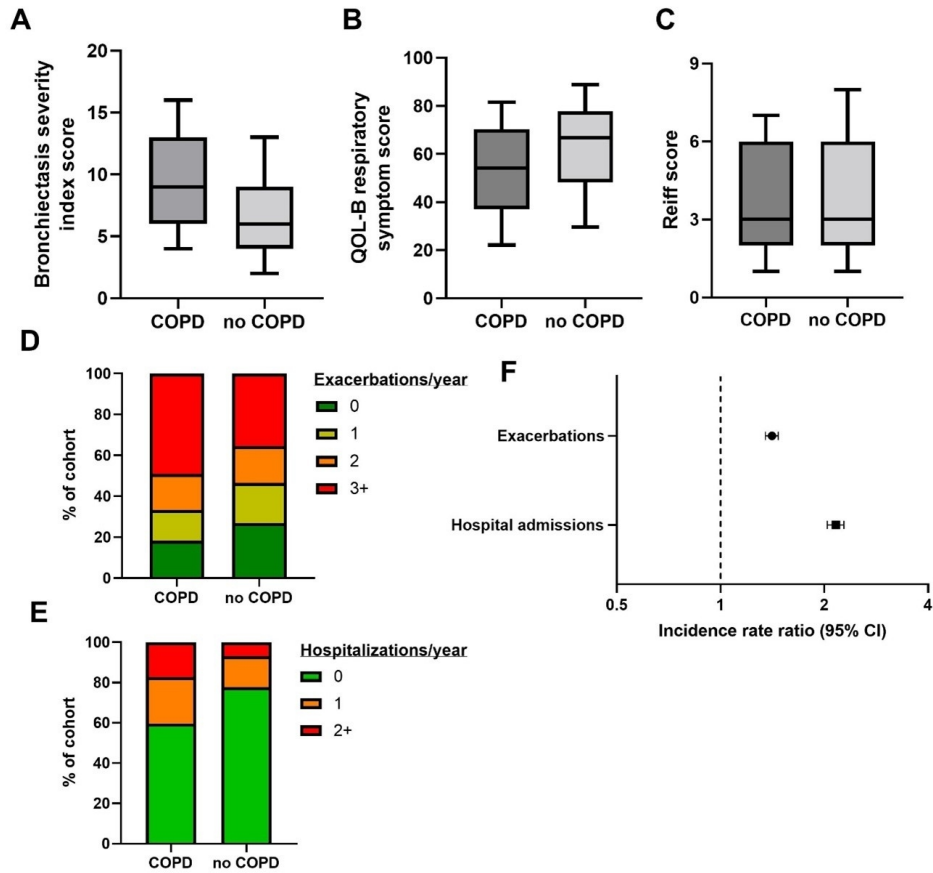 A
Bronchiectasis severity
index score
20
15
10
5
0
COPD no COPD
B
QOL-B respiratory
symptom score
100
80
60
40
20
0
COPD no COPD
C
Reiff score
9
6
3
0
COPD no COPD
D
% of cohort
100
80
60
40
20
0
COPD no COPD
Exacerbations/year
0
1
2
3+
E
% of cohort
100
80
60
40
20
0
COPD no COPD
Hospitalizations/year
0
1
2+
F
Exacerbations
Hospital admissions
0.5 1 2 4
Incidence rate ratio (95% CI)